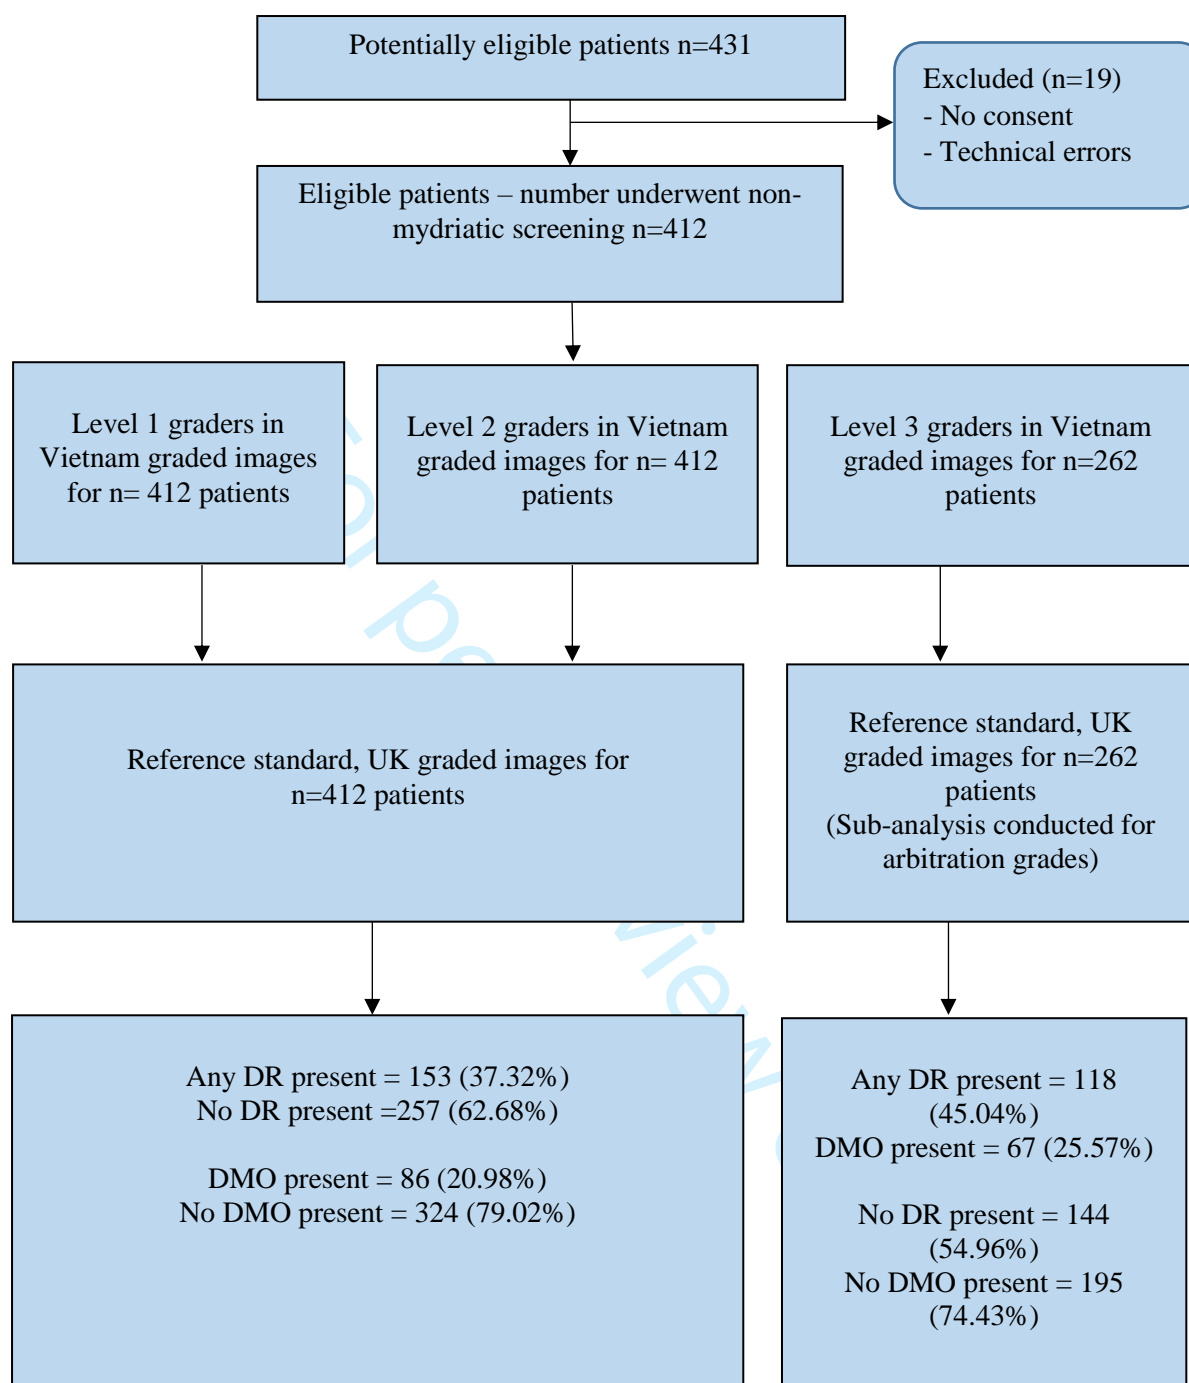 Potentially eligible patients n=431
Excluded (n=19)
- No consent
- Technical errors
Eligible patients – number underwent non-
mydriatic screening n=412
Level 1 graders in
Vietnam graded images
for n= 412 patients
Level 2 graders in Vietnam
graded images for n= 412
patients
Level 3 graders in Vietnam
graded images for n=262
patients
Reference standard, UK graded images for
n=412 patients
Reference standard, UK
graded images for n=262
patients
(Sub-analysis conducted for
arbitration grades)
Any DR present = 153 (37.32%)
No DR present =257 (62.68%)
DMO present = 86 (20.98%)
No DMO present = 324 (79.02%)
Any DR present = 118
(45.04%)
DMO present = 67 (25.57%)
No DR present = 144
(54.96%)
No DMO present = 195
(74.43%)